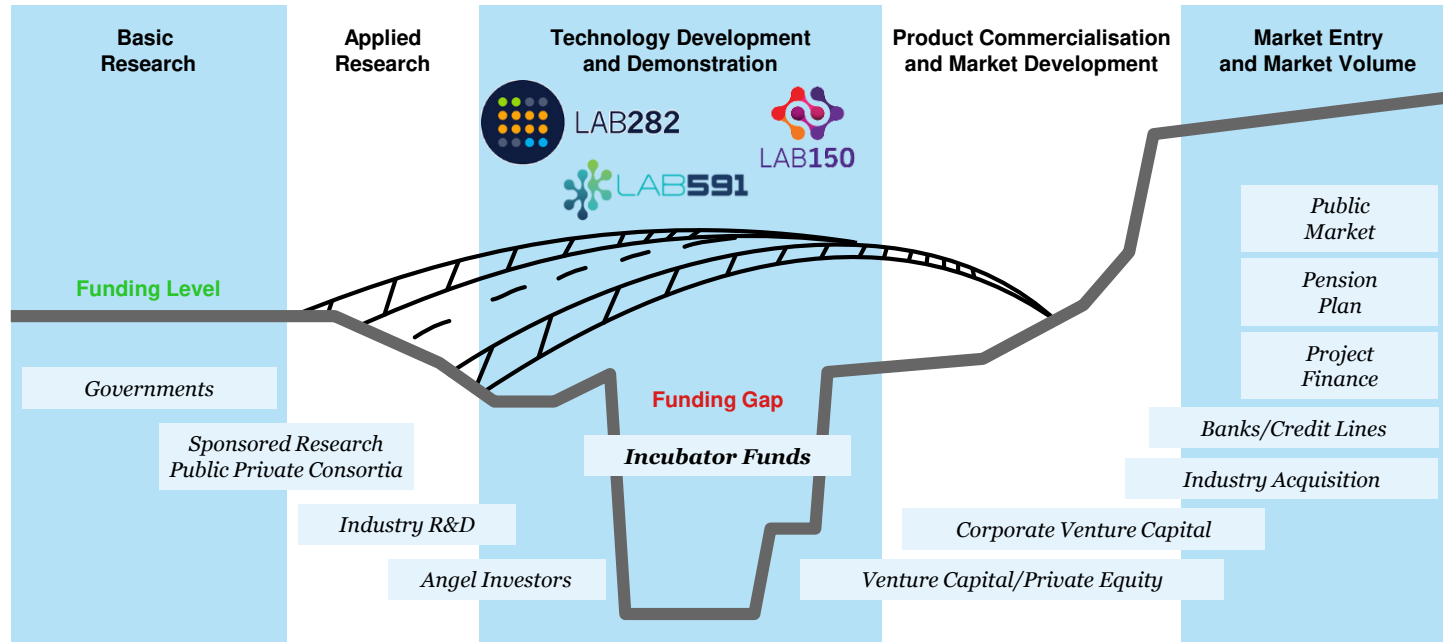 Basic
Research
Applied
Research
Technology Development
and Demonstration
Product Commercialisation
and Market Development
Market Entry
and Market Volume
LAB282
LAB150
LAB591
Funding Level
Public
Market
Pension
Plan
Project
Finance
Governments
Funding Gap
Banks/Credit Lines
Sponsored Research
Public Private Consortia
Incubator Funds
Industry Acquisition
Industry R&D
Corporate Venture Capital
Angel Investors
Venture Capital/Private Equity